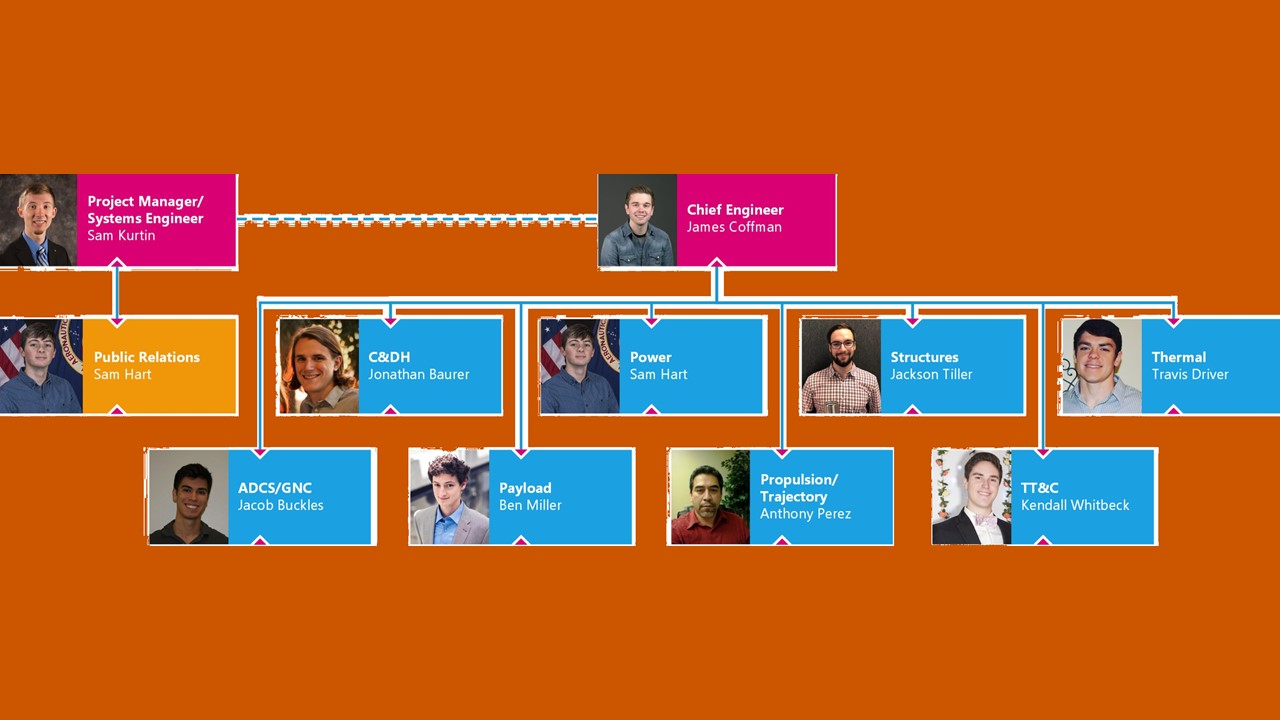 Project Manager/
Systems Engineer
Sam Kurtin
Chief Engineer
James Coffman
Public Relations
Sam Hart
C&DH
Jonathan Baurer
Power
Sam Hart
Structures
Jackson Tiller
Thermal
Travis Driver
ADCS/GNC
Jacob Buckles
Payload
Ben Miller
Propulsion/
Trajectory
Anthony Perez
TT&C
Kendall Whitbeck